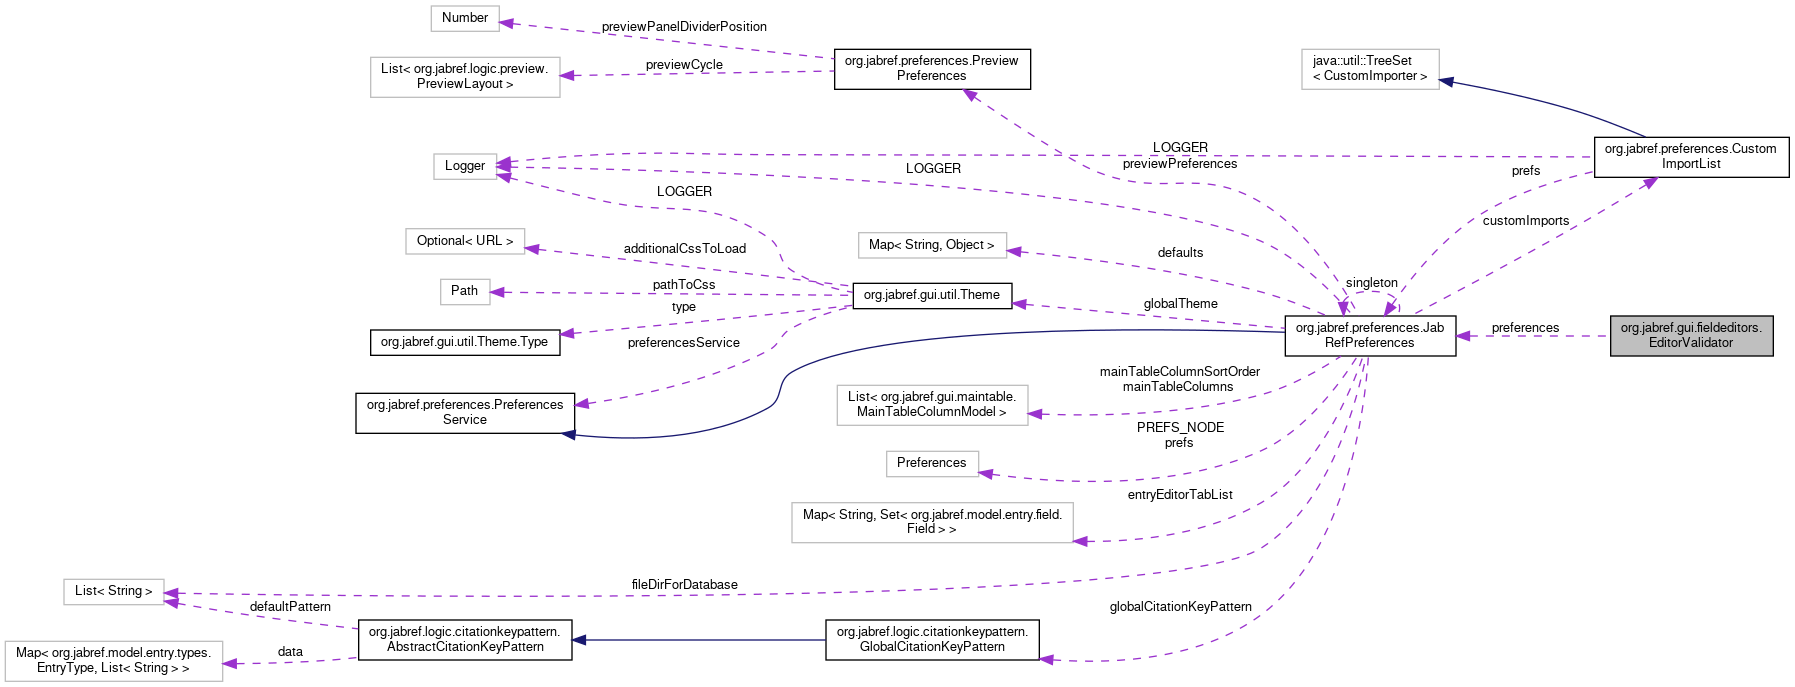 Number
previewPanelDividerPosition
List< org.jabref.logic.preview.
PreviewLayout >
previewCycle
org.jabref.preferences.Preview
Preferences
java::util::TreeSet
< CustomImporter >
Logger
LOGGER
previewPreferences
LOGGER
org.jabref.preferences.Custom
ImportList
prefs
LOGGER
customImports
Optional< URL >
additionalCssToLoad
Map< String, Object >
defaults
Path
pathToCss
org.jabref.gui.util.Theme
globalTheme
singleton
type
org.jabref.gui.util.Theme.Type
preferencesService
org.jabref.preferences.Jab
RefPreferences
preferences
org.jabref.gui.fieldeditors.
EditorValidator
org.jabref.preferences.Preferences
Service
List< org.jabref.gui.maintable.
MainTableColumnModel >
mainTableColumnSortOrder
mainTableColumns
PREFS_NODE
prefs
Preferences
entryEditorTabList
Map< String, Set< org.jabref.model.entry.field.
Field > >
List< String >
fileDirForDatabase
defaultPattern
globalCitationKeyPattern
org.jabref.logic.citationkeypattern.
AbstractCitationKeyPattern
org.jabref.logic.citationkeypattern.
GlobalCitationKeyPattern
Map< org.jabref.model.entry.types.
EntryType, List< String > >
data